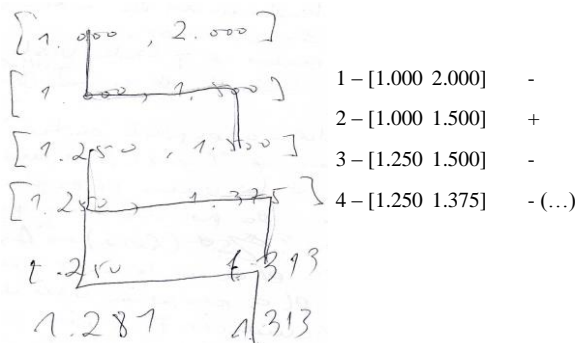 [1.000 , 2.000]
[1.000, 1.500]
[1.250 , 1.500]
[1.250, 1.375]
1.250 1.313
1.281 1.313
1 – [1.000 2.000] -
2 – [1.000 1.500] +
3 – [1.250 1.500] -
4 – [1.250 1.375] - (…)